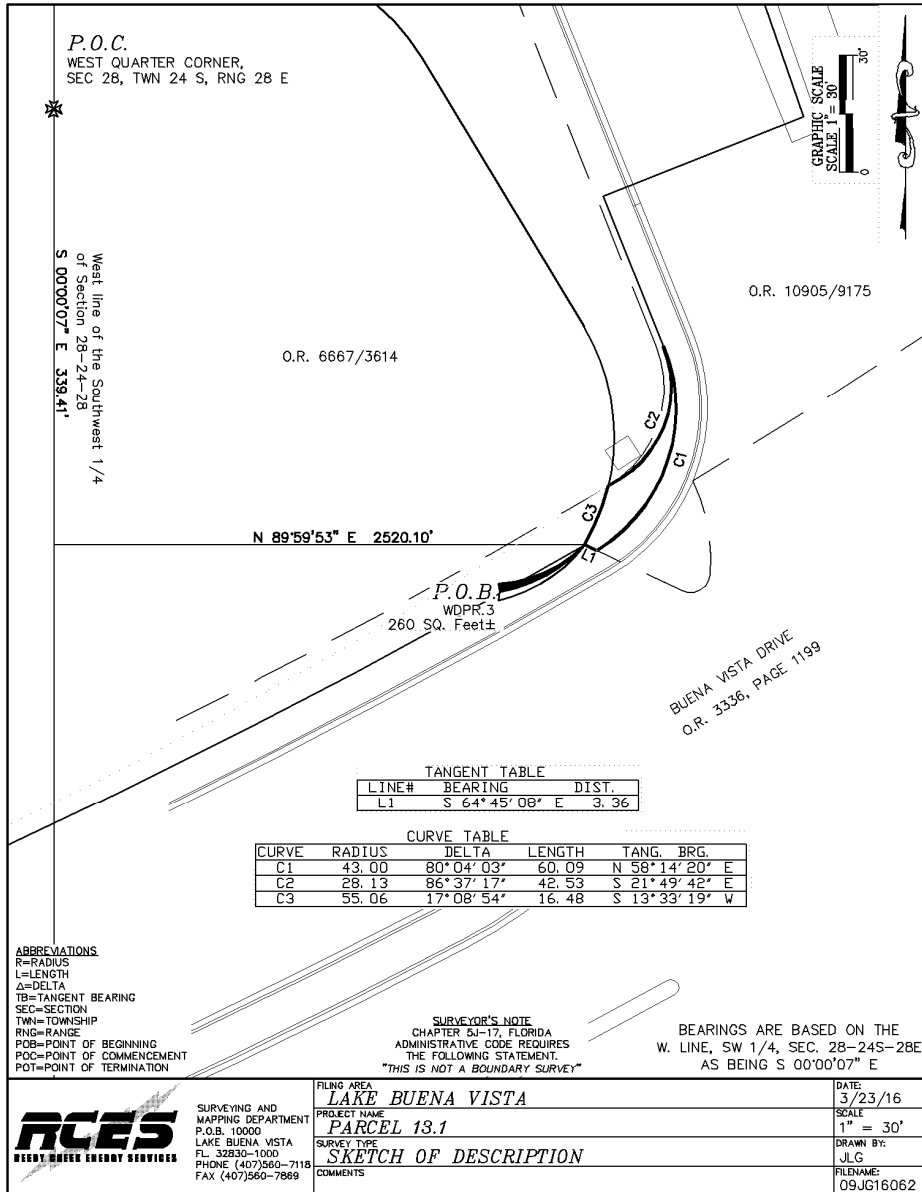 P.O.C.
WEST QUARTER CORNER,
SEC 28, TWN 24 S, RNG 28 E
GRAPHIC SCALE
SCALE 1" = 30'
0
30'
West line of the Southwest 1/4
of Section 28-24-28
S 00°00'07" E 339.41'
O.R. 6667/3614
O.R. 10905/9175
C2
C1
C3
L1
N 89°59'53" E 2520.10'
P.O.B.
WDPR.3
260 SQ. Feet±
BUENA VISTA DRIVE
O.R. 3336, PAGE 1199
TANGENT TABLE
LINE# BEARING DIST.
L1 S 64°45'08" E 3.36
CURVE TABLE
CURVE RADIUS DELTA LENGTH TANG. BRG.
C1 43.00 80°04'03" 60.09 N 58°14'20" E
C2 28.13 86°37'17" 42.53 S 21°49'42" E
C3 55.06 17°08'54" 16.48 S 13°33'19" W
ABBREVIATIONS
R=RADIUS
L=LENGTH
Δ=DELTA
TB=TANGENT BEARING
SEC=SECTION
TWN=TOWNSHIP
RNG=RANGE
POB=POINT OF BEGINNING
POC=POINT OF COMMENCEMENT
POT=POINT OF TERMINATION
SURVEYOR'S NOTE
CHAPTER 5J-17, FLORIDA
ADMINISTRATIVE CODE REQUIRES
THE FOLLOWING STATEMENT.
"THIS IS NOT A BOUNDARY SURVEY"
BEARINGS ARE BASED ON THE
W. LINE, SW 1/4, SEC. 28-24S-28E
AS BEING S 00°00'07" E
RCES
REEDY CREEK ENERGY SERVICES
SURVEYING AND
MAPPING DEPARTMENT
P.O.B. 10000
LAKE BUENA VISTA
FL. 32830-1000
PHONE (407)560-7118
FAX (407)560-7869
FILING AREA
LAKE BUENA VISTA
PROJECT NAME
PARCEL 13.1
SURVEY TYPE
SKETCH OF DESCRIPTION
COMMENTS
DATE:
3/23/16
SCALE
1" = 30'
DRAWN BY:
JLG
FILENAME:
09JG16062